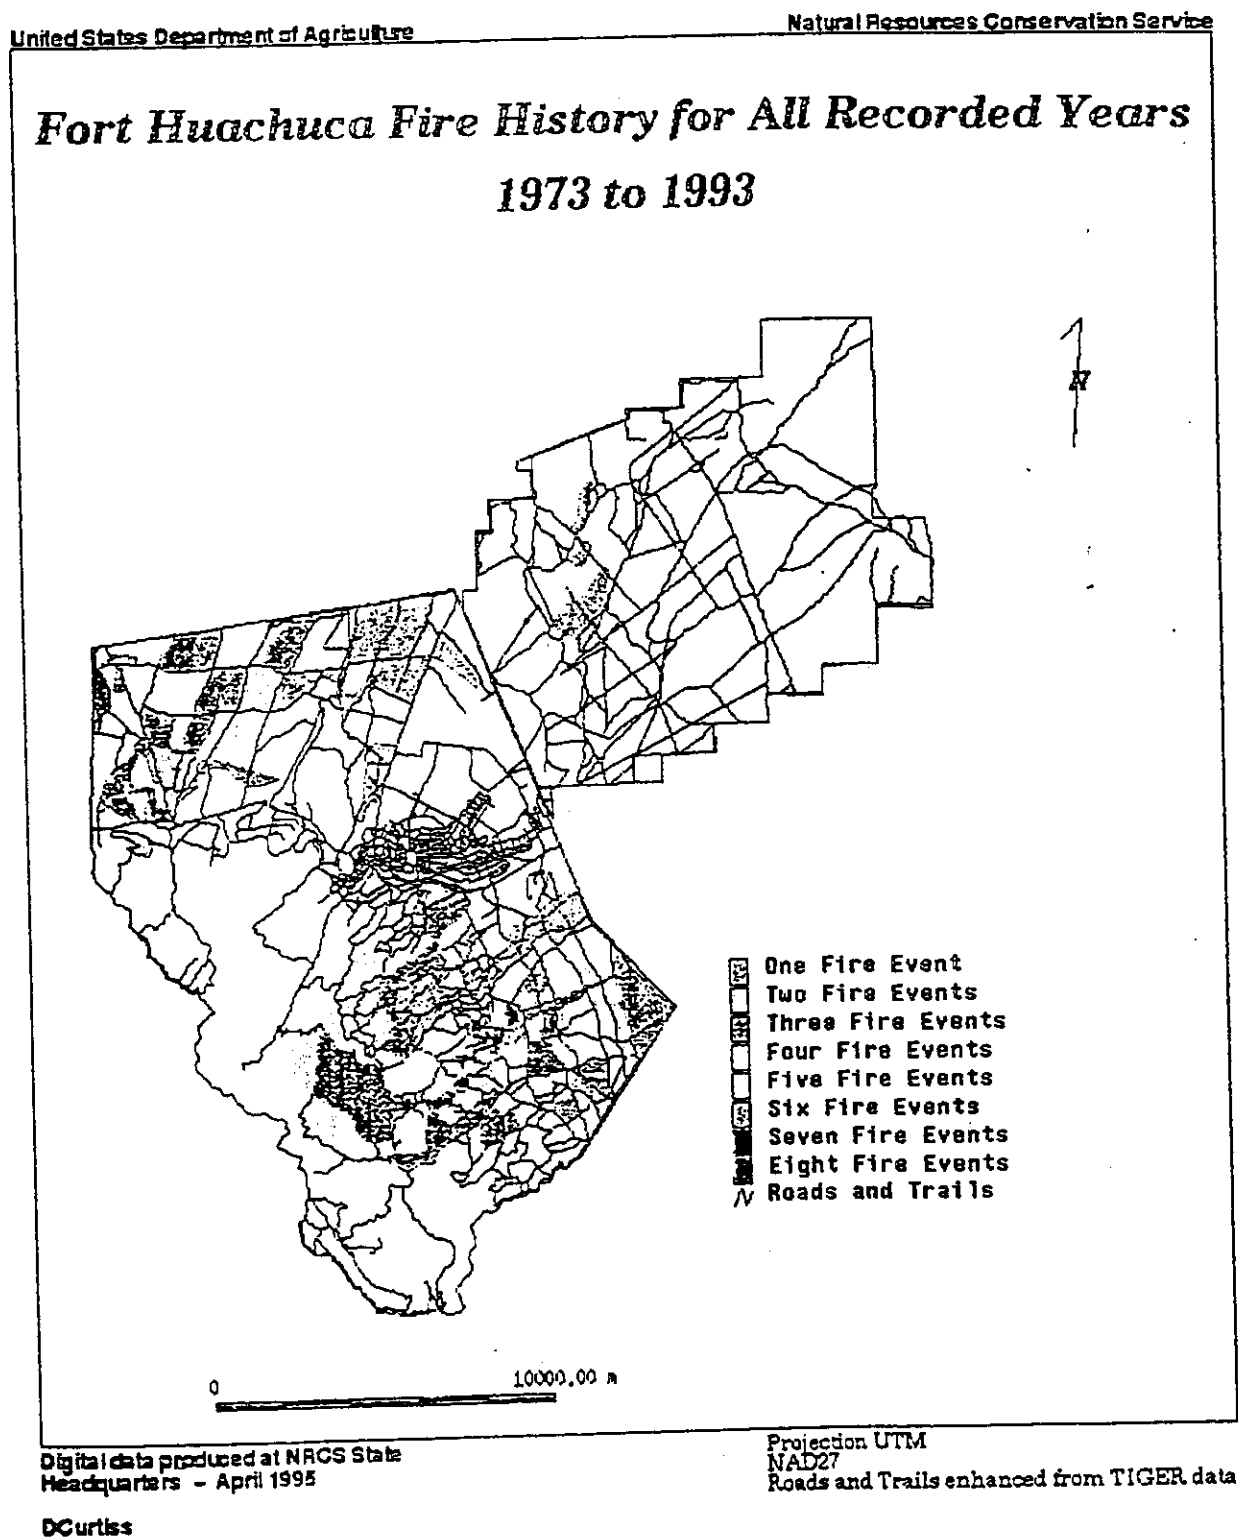 United States Department of Agriculture
Natural Resources Conservation Service
Fort Huachuca Fire History for All Recorded Years
1973 to 1993
N
One Fire Event
Two Fire Events
Three Fire Events
Four Fire Events
Five Fire Events
Six Fire Events
Seven Fire Events
Eight Fire Events
Roads and Trails
0
10000.00 m
Digital data produced at NRCS State
Headquarters - April 1995
Projection UTM
NAD27
Roads and Trails enhanced from TIGER data
DCurtiss